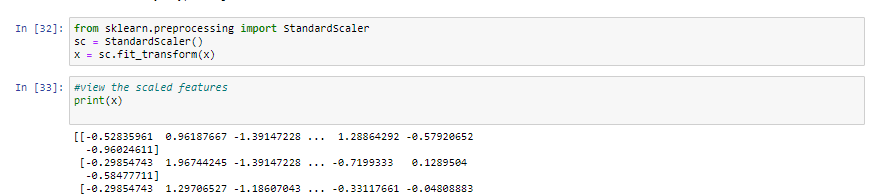 In [32]: from sklearn.preprocessing import StandardScaler
sc = StandardScaler()
x = sc.fit_transform(x)
In [33]: #view the scaled features
print(x)
[[-0.52835961  0.96187667 -1.39147228 ...  1.28864292 -0.57920652
  -0.96024611]
 [-0.29854743  1.96744245 -1.39147228 ... -0.7199333   0.1289504
  -0.58477711]
 [-0.29854743  1.29706527 -1.18607043 ... -0.33117661 -0.04808883